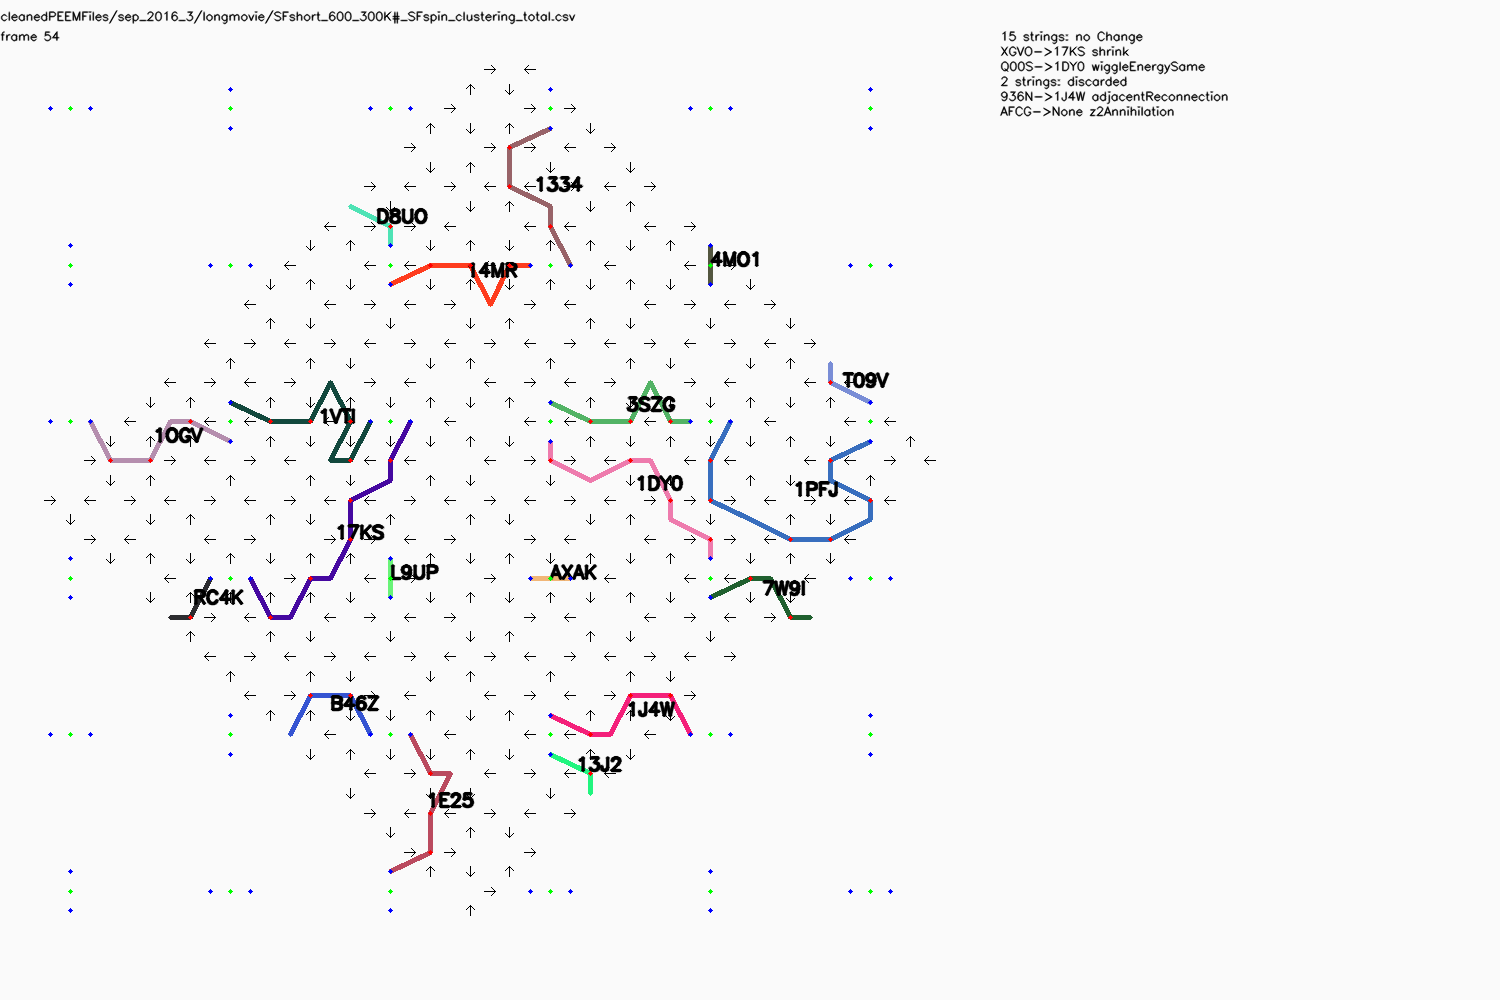 cleanedPEEMFiles/sep_2016_3/longmovie/SFshort_600_300K#_SFspin_clustering_total.csv
frame 54
15 strings: no Change
XGVO->17KS shrink
Q00S->1DY0 wiggleEnergySame
2 strings: discarded
936N->1J4W adjacentReconnection
AFCG->None z2Annihilation
1334
D8U0
4MO1
14MR
T09V
3SZG
1VTI
1OGV
1DY0
1PFJ
17KS
L9UP
AXAK
7W9I
RC4K
B46Z
1J4W
13J2
1E25